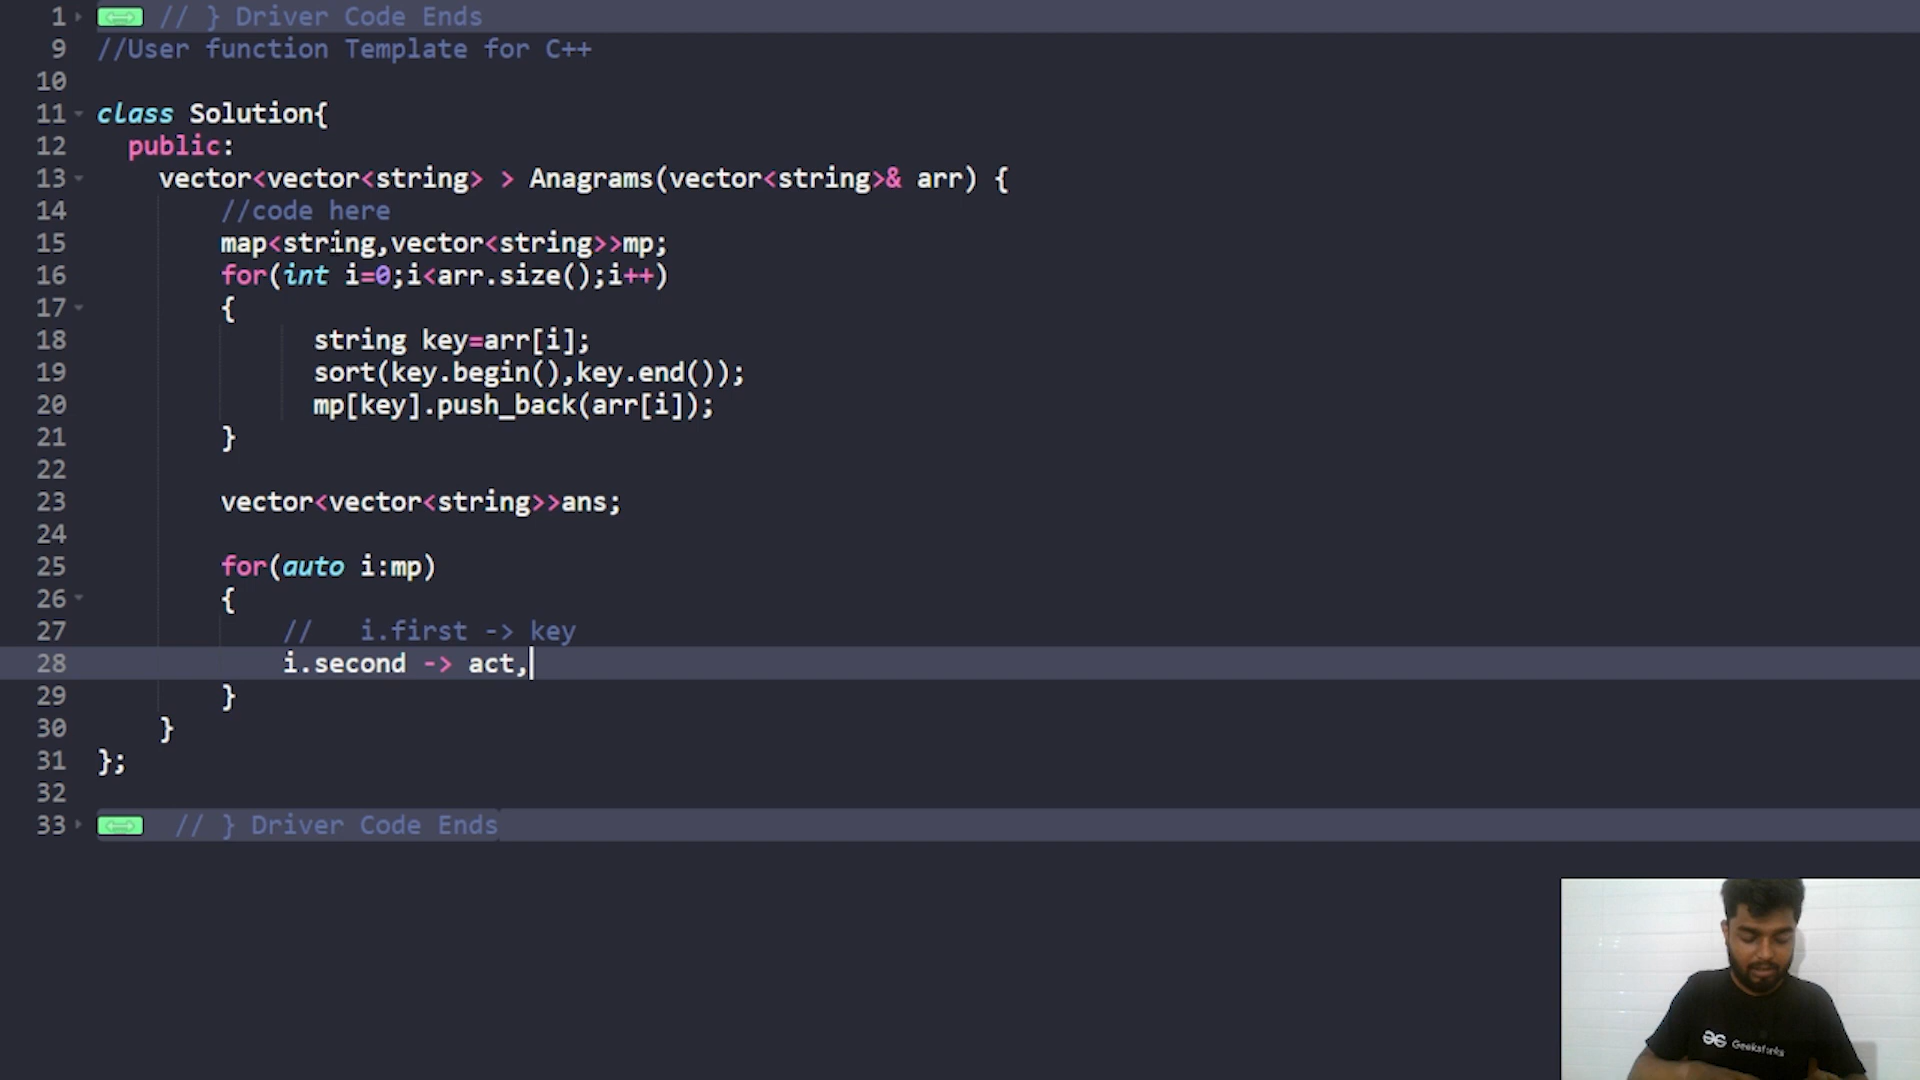 1 // } Driver Code Ends
9 //User function Template for C++
10
11 class Solution{
12 public:
13 vector<vector<string> > Anagrams(vector<string>& arr) {
14 //code here
15 map<string,vector<string>>mp;
16 for(int i=0;i<arr.size();i++)
17 {
18 string key=arr[i];
19 sort(key.begin(),key.end());
20 mp[key].push_back(arr[i]);
21 }
22
23 vector<vector<string>>ans;
24
25 for(auto i:mp)
26 {
27 // i.first -> key
28 i.second -> act,
29 }
30 }
31 };
32
33 // } Driver Code Ends